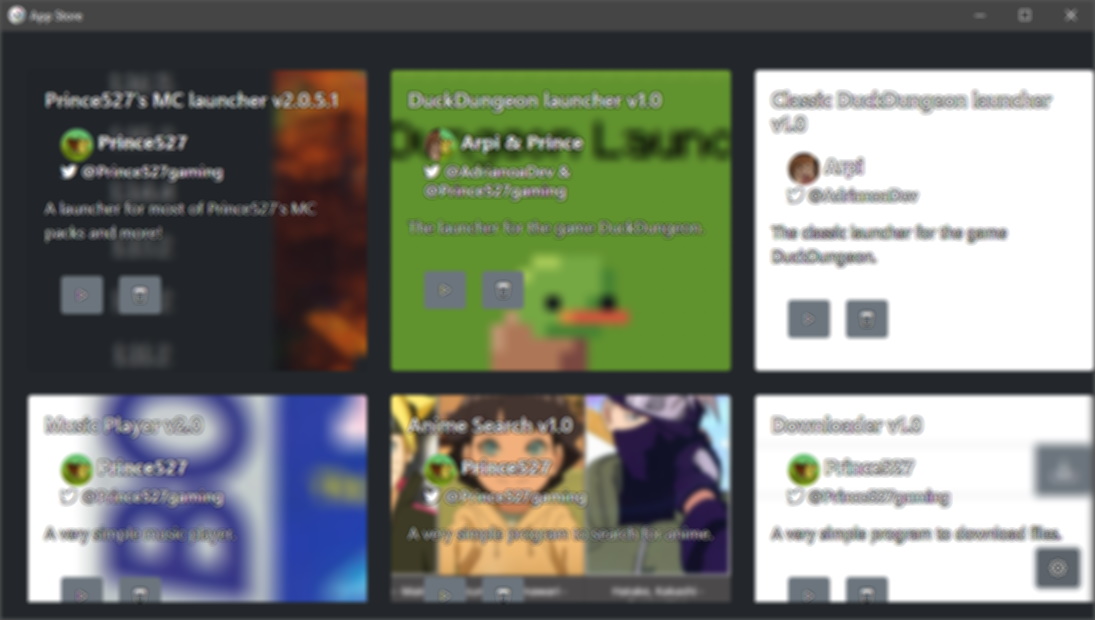 App Store
Prince527's MC launcher v2.0.5.1
Prince527
@Prince527gaming
A launcher for most of Prince527's MC
packs and more!
DuckDungeon launcher v1.0
Dungeon Launc
Arpi & Prince
@AdrianoaDev &
@Prince527gaming
The launcher for the game DuckDungeon.
Classic DuckDungeon launcher
v1.0
Arpi
@AdrianoaDev
The classic launcher for the game
DuckDungeon.
Music Player v2.0
Prince527
@Prince527gaming
A very simple music player.
Anime Search v1.0
Prince527
@Prince527gaming
A very simple program to search for anime.
Downloader v1.0
Prince527
@Prince527gaming
A very simple program to download files.